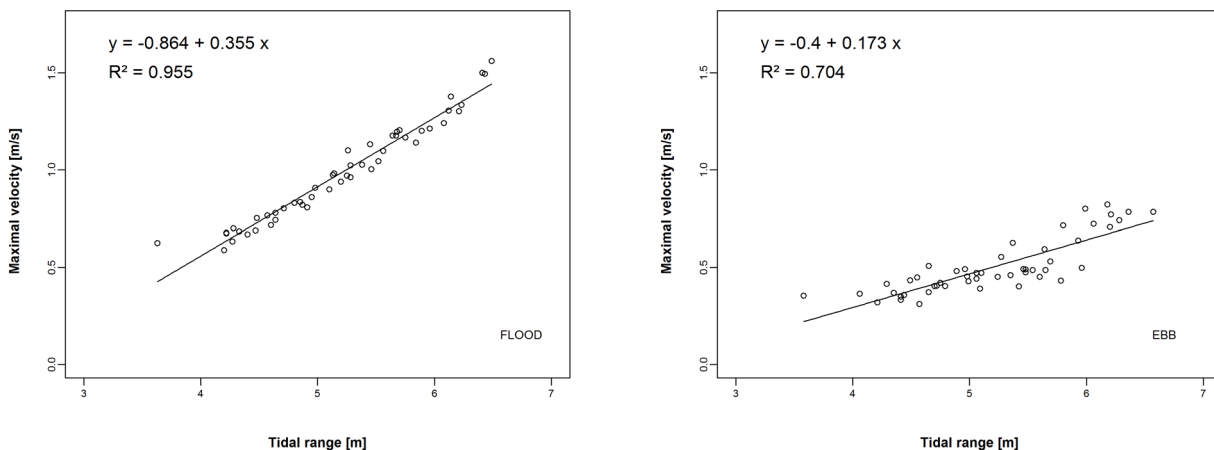 y = -0.864 + 0.355 x
R² = 0.955
Maximal velocity [m/s]
1.5
1.0
0.5
0.0
FLOOD
3 4 5 6 7
Tidal range [m]
y = -0.4 + 0.173 x
R² = 0.704
Maximal velocity [m/s]
1.5
1.0
0.5
0.0
EBB
3 4 5 6 7
Tidal range [m]